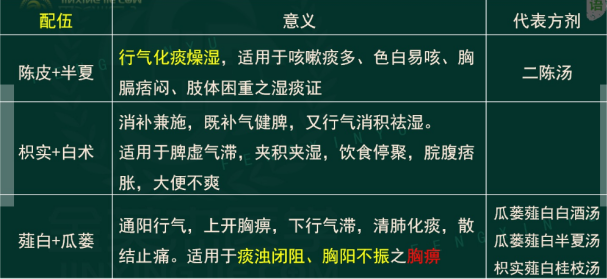 配伍 意义 代表方剂
陈皮+半夏
行气化痰燥湿，适用于咳嗽痰多、色白易咳、胸
膈痞闷、肢体困重之湿痰证
二陈汤
枳实+白术
消补兼施，既补气健脾，又行气消积祛湿。
适用于脾虚气滞，夹积夹湿，饮食停聚，脘腹痞
胀，大便不爽
薤白+瓜蒌
通阳行气，上开胸痹，下行气滞，清肺化痰，散
结止痛。适用于痰浊闭阻、胸阳不振之胸痹
瓜蒌薤白白酒汤
瓜蒌薤白半夏汤
枳实薤白桂枝汤
语